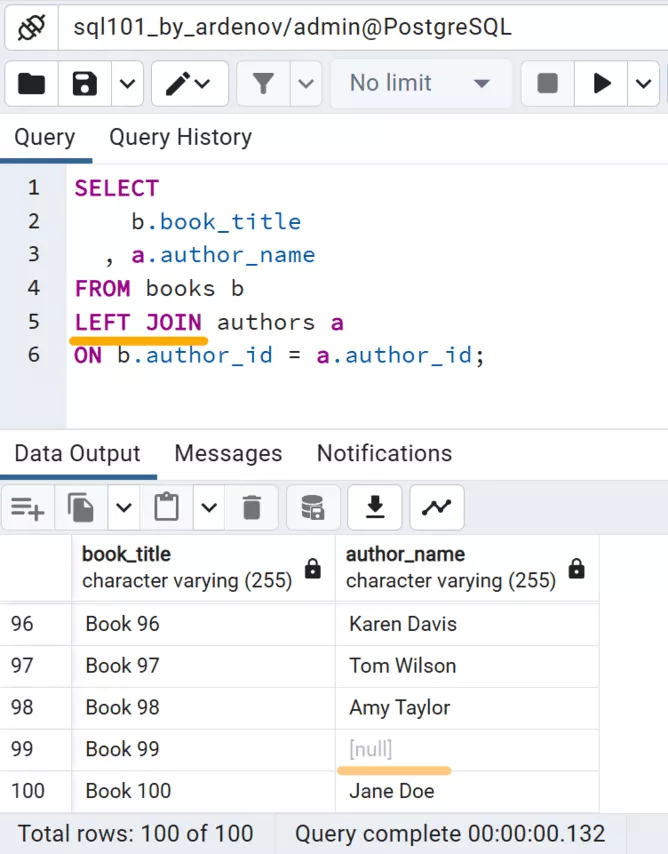 sql101_by_ardenov/admin@PostgreSQL
No limit
Query Query History
1 SELECT
2 b.book_title
3 , a.author_name
4 FROM books b
5 LEFT JOIN authors a
6 ON b.author_id = a.author_id;
Data Output Messages Notifications
book_title author_name
character varying (255) character varying (255)
96 Book 96 Karen Davis
97 Book 97 Tom Wilson
98 Book 98 Amy Taylor
99 Book 99 [null]
100 Book 100 Jane Doe
Total rows: 100 of 100 Query complete 00:00:00.132